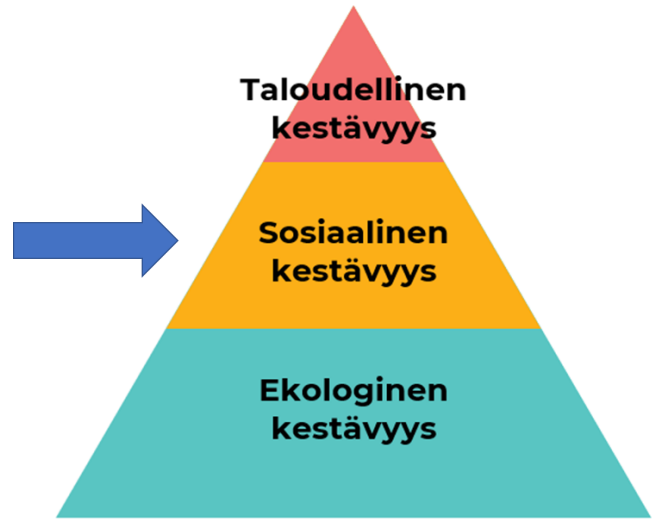 Taloudellinen
kestävyys
Sosiaalinen
kestävyys
Ekologinen
kestävyys